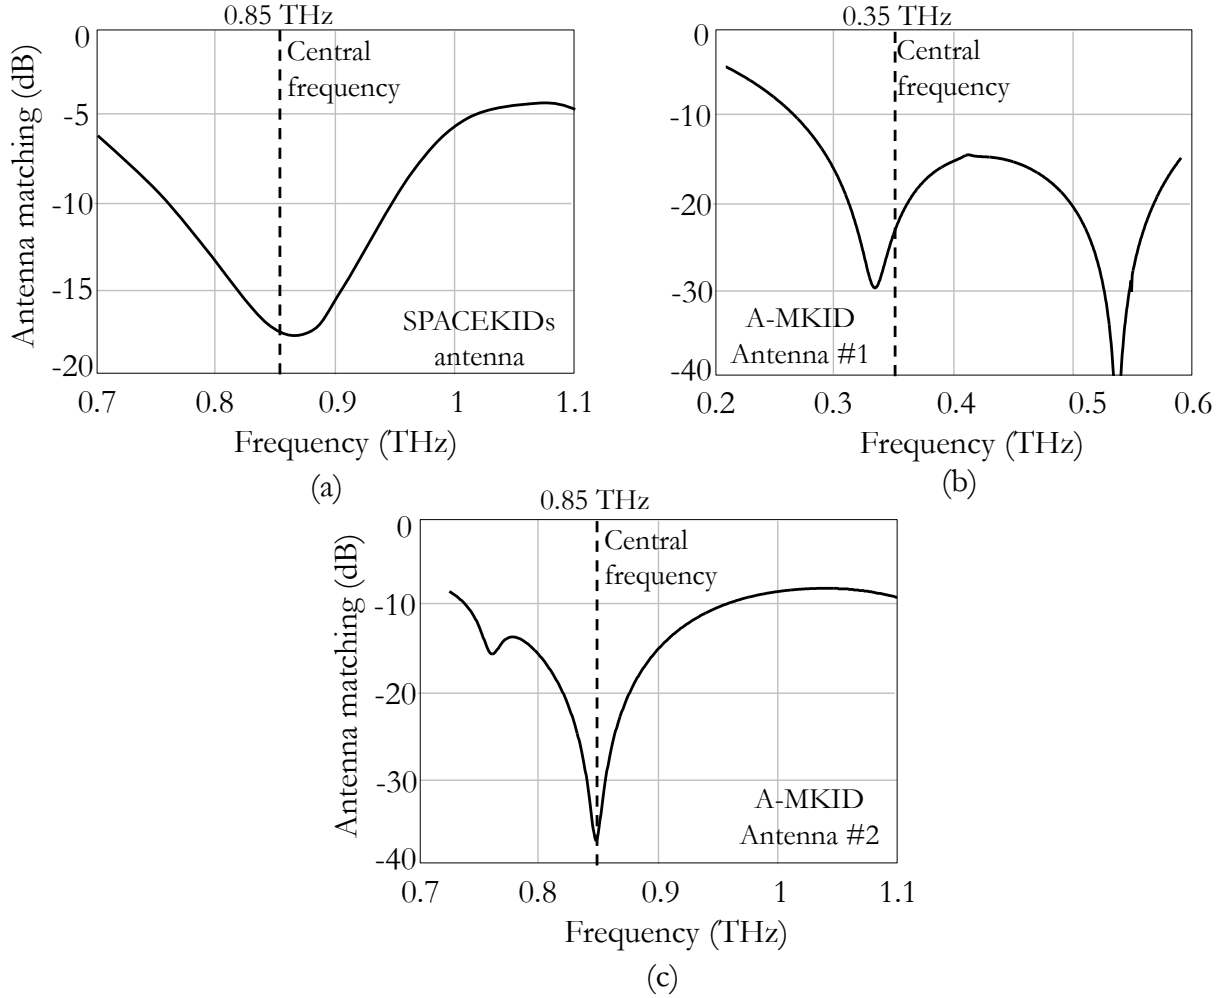 0.85 THz
0
-5
-10
-15
-20
Antenna matching (dB)
Central
frequency
SPACEKIDs
antenna
0.7 0.8 0.9 1 1.1
Frequency (THz)
(a)
0.35 THz
0
-10
-20
-30
-40
Central
frequency
A-MKID
Antenna #1
0.2 0.3 0.4 0.5 0.6
Frequency (THz)
(b)
0.85 THz
0
-10
-20
-30
-40
Antenna matching (dB)
Central
frequency
A-MKID
Antenna #2
0.7 0.8 0.9 1 1.1
Frequency (THz)
(c)